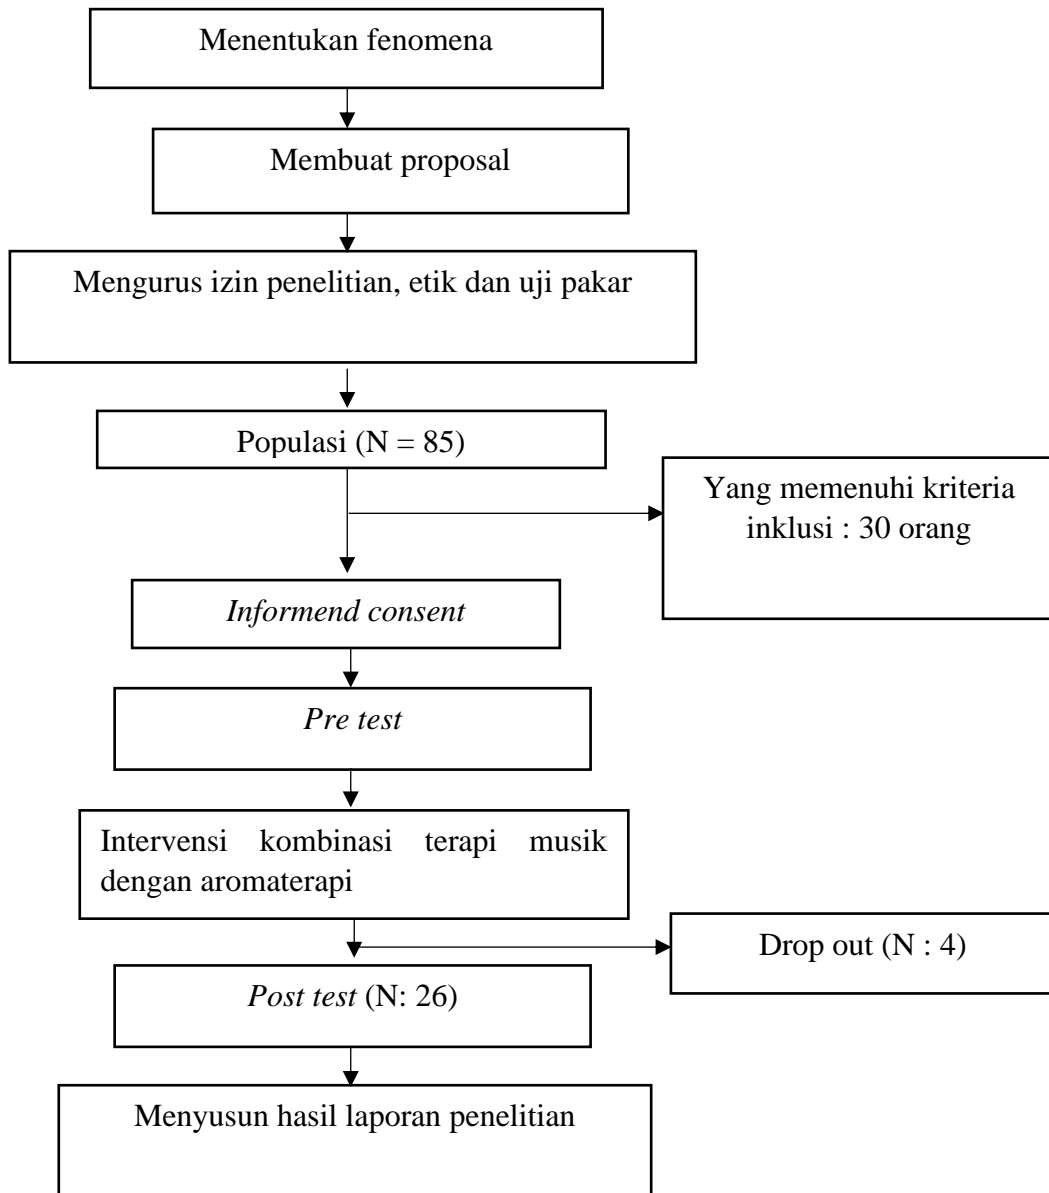 Menentukan fenomena
Membuat proposal
Mengurus izin penelitian, etik dan uji pakar
Populasi (N = 85)
Yang memenuhi kriteria
inklusi : 30 orang
Informend consent
Pre test
Intervensi kombinasi terapi musik
dengan aromaterapi
Drop out (N : 4)
Post test (N: 26)
Menyusun hasil laporan penelitian